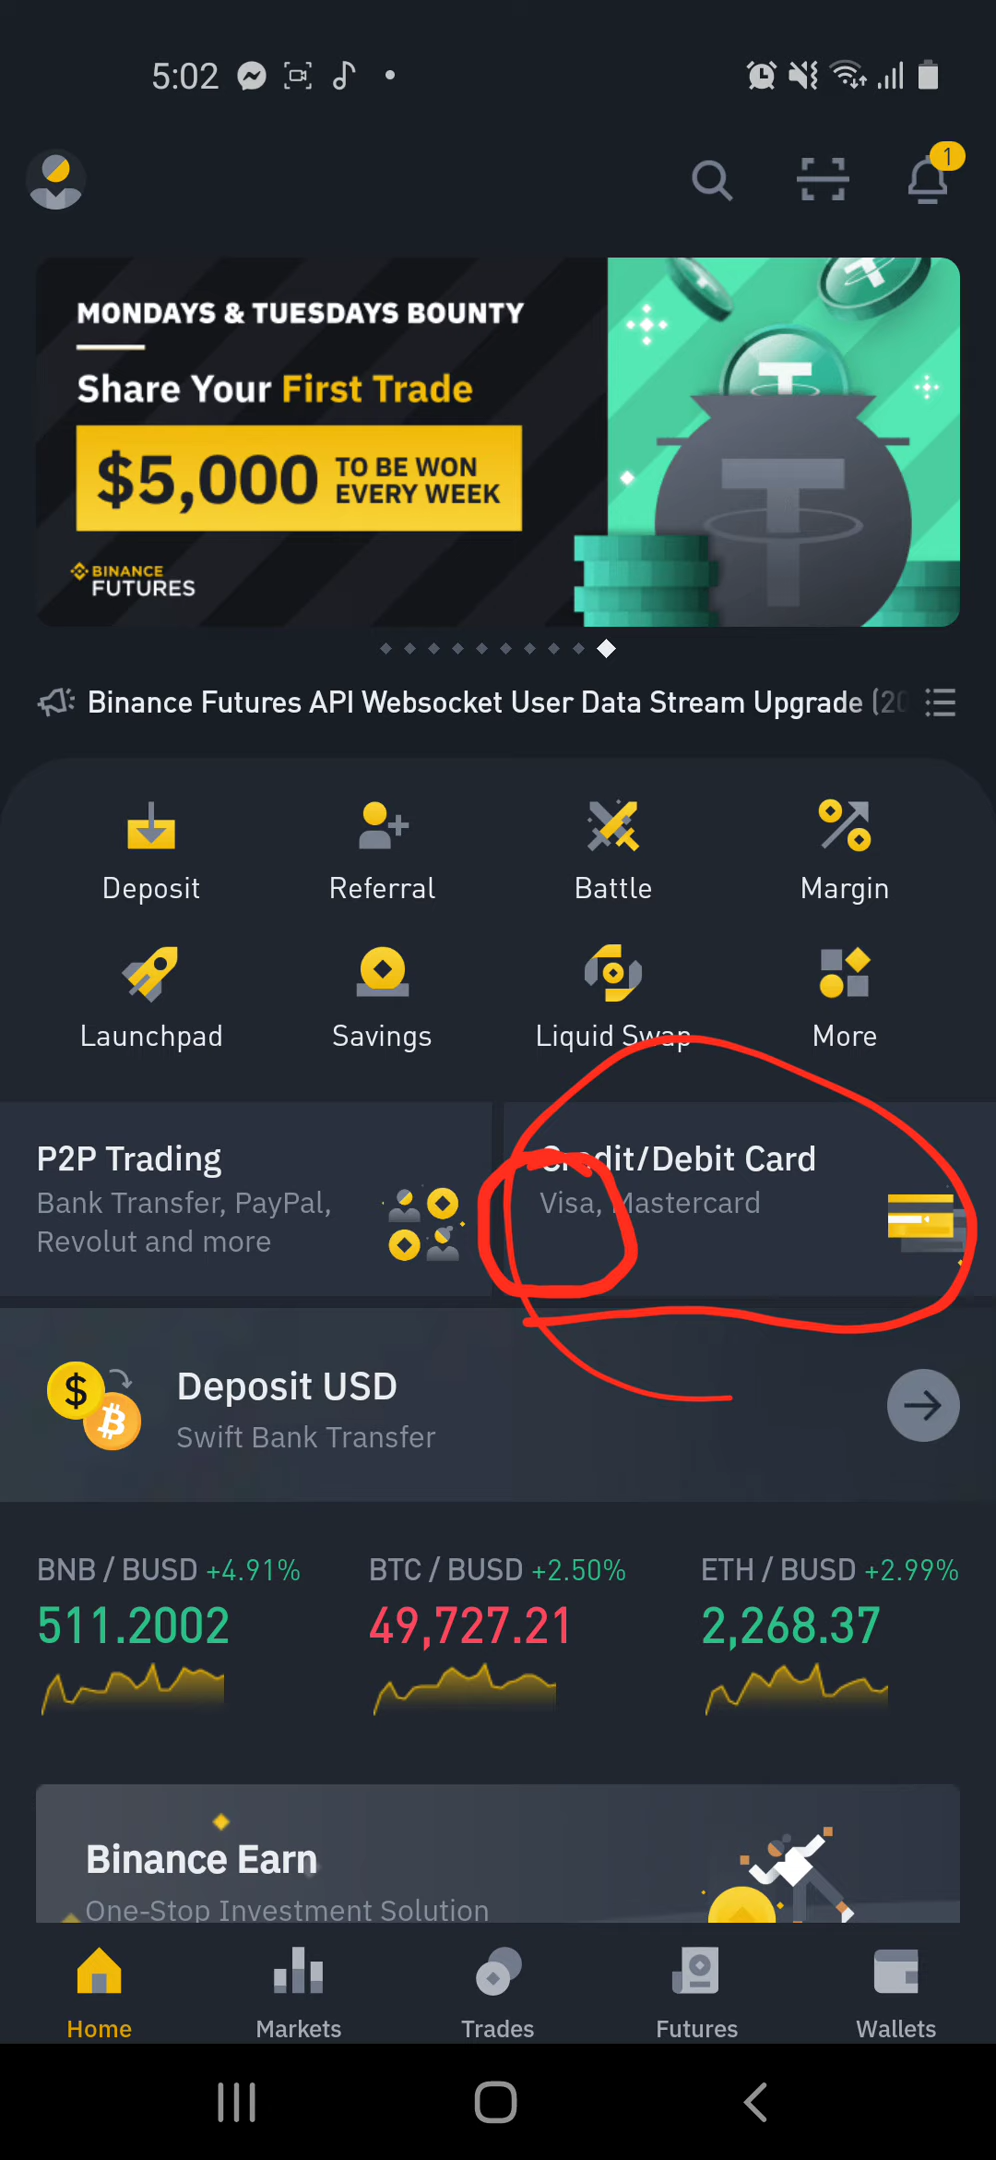 5:02
1
MONDAYS & TUESDAYS BOUNTY
Share Your First Trade
$5,000 TO BE WON
EVERY WEEK
BINANCE
FUTURES
Binance Futures API Websocket User Data Stream Upgrade (20
Deposit Referral Battle Margin
Launchpad Savings Liquid Swap More
P2P Trading
Bank Transfer, PayPal,
Revolut and more
Credit/Debit Card
Visa, Mastercard
Deposit USD
Swift Bank Transfer
BNB / BUSD +4.91% BTC / BUSD +2.50% ETH / BUSD +2.99%
511.2002 49,727.21 2,268.37
Binance Earn
One-Stop Investment Solution
Home Markets Trades Futures Wallets